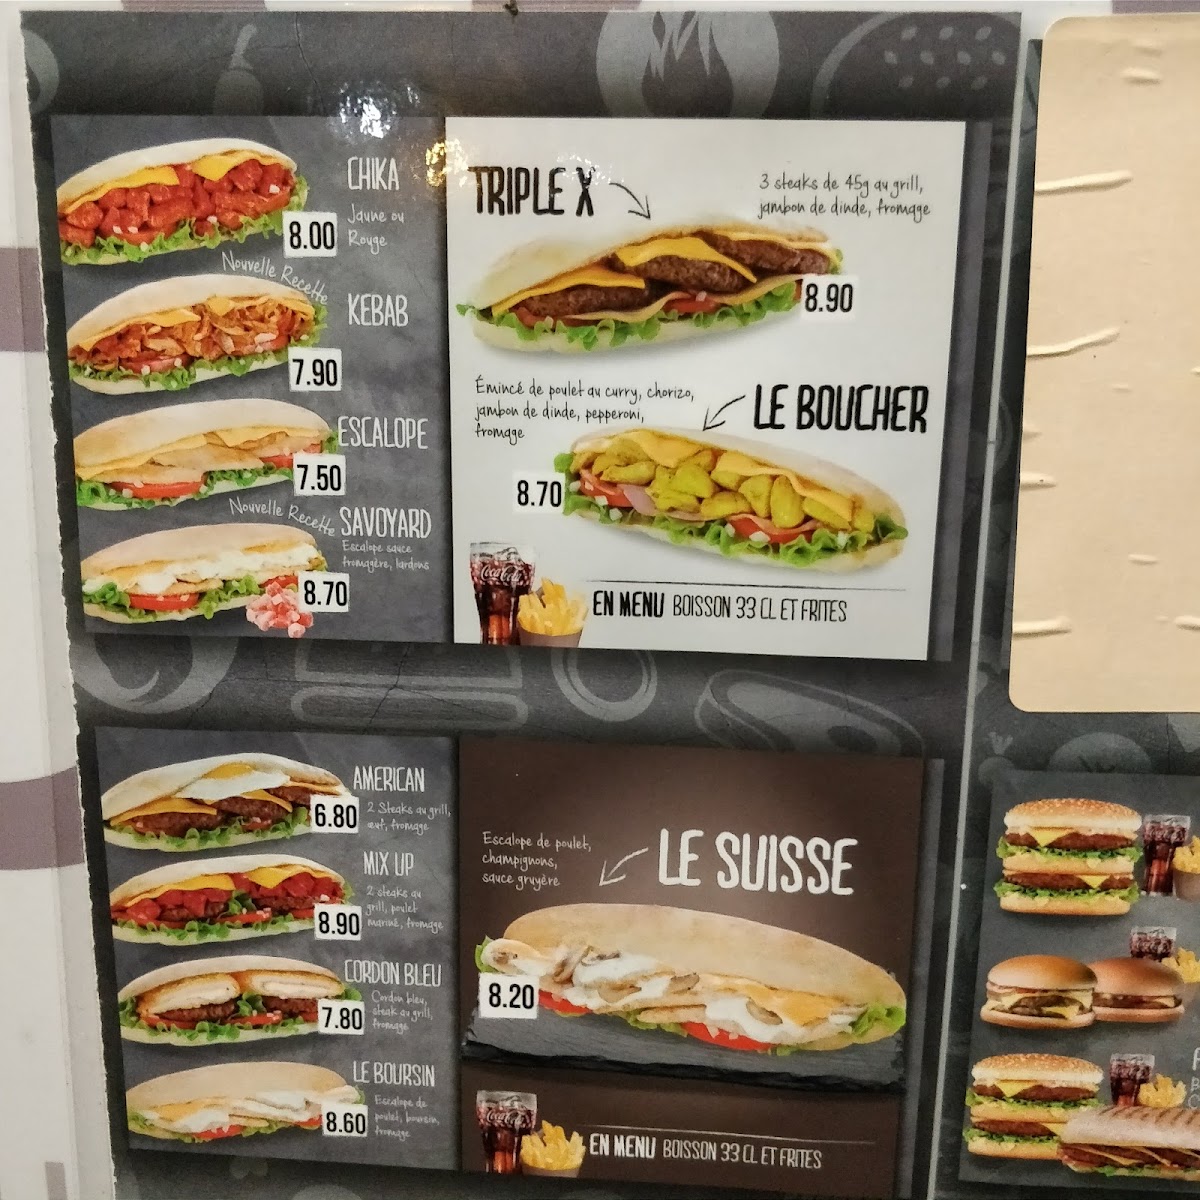 CHIKA
Jaune ou
Rouge
8.00
Nouvelle Recette
KEBAB
7.90
ESCALOPE
7.50
Nouvelle Recette
SAVOYARD
Escalope sauce
fromagère, lardons
8.70
TRIPLE X
3 steaks de 45g au grill,
jambon de dinde, fromage
8.90
Émincé de poulet au curry, chorizo,
jambon de dinde, pepperoni,
fromage
LE BOUCHER
8.70
Coca-Cola
EN MENU BOISSON 33 CL ET FRITES
AMERICAN
2 Steaks au grill,
œuf, fromage
6.80
MIX UP
2 steaks au
grill, poulet
mariné, fromage
8.90
CORDON BLEU
Cordon bleu,
steak au grill,
fromage
7.80
LE BOURSIN
Escalope de
poulet, boursin,
fromage
8.60
Escalope de poulet,
champignons,
sauce gruyère
LE SUISSE
8.20
Coca-Cola
EN MENU BOISSON 33 CL ET FRITES